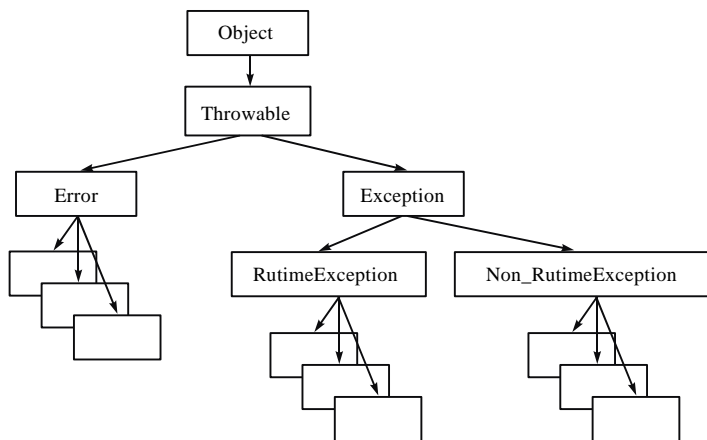 Object
Throwable
Error
Exception
RutimeException
Non_RutimeException